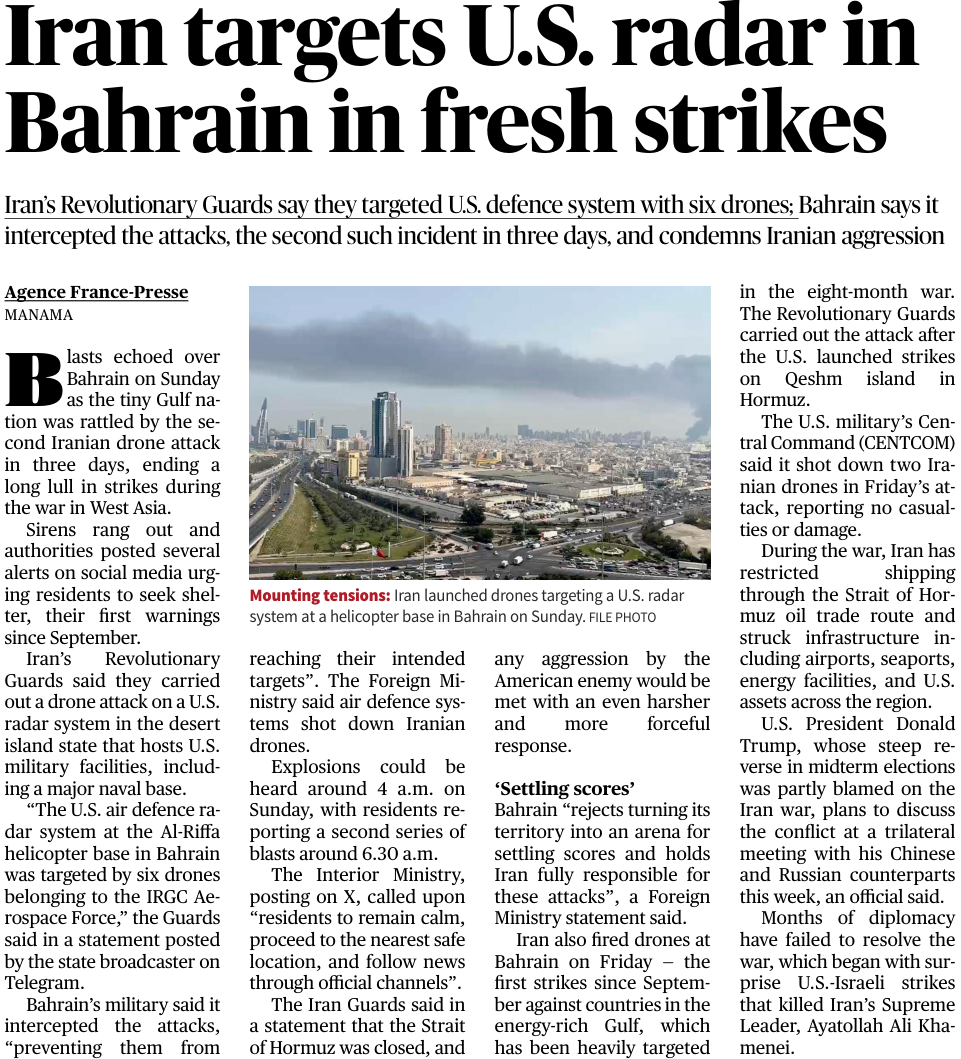 Iran targets U.S. radar in
Bahrain in fresh strikes
Iran's Revolutionary Guards say they targeted U.S. defence system with six drones; Bahrain says it
intercepted the attacks, the second such incident in three days, and condemns Iranian aggression
Agence France-Presse
MANAMA
Blasts echoed over
Bahrain on Sunday
as the tiny Gulf na-
tion was rattled by the se-
cond Iranian drone attack
in three days, ending a
long lull in strikes during
the war in West Asia.
Sirens rang out and
authorities posted several
alerts on social media urg-
ing residents to seek shel-
ter, their first warnings
since September.
Iran's Revolutionary
Guards said they carried
out a drone attack on a U.S.
radar system in the desert
island state that hosts U.S.
military facilities, includ-
ing a major naval base.
“The U.S. air defence ra-
dar system at the Al-Riffa
helicopter base in Bahrain
was targeted by six drones
belonging to the IRGC Ae-
rospace Force,” the Guards
said in a statement posted
by the state broadcaster on
Telegram.
Bahrain's military said it
intercepted the attacks,
“preventing them from
Mounting tensions: Iran launched drones targeting a U.S. radar
system at a helicopter base in Bahrain on Sunday. FILE PHOTO
reaching their intended
targets”. The Foreign Mi-
nistry said air defence sys-
tems shot down Iranian
drones.
Explosions could be
heard around 4 a.m. on
Sunday, with residents re-
porting a second series of
blasts around 6.30 a.m.
The Interior Ministry,
posting on X, called upon
“residents to remain calm,
proceed to the nearest safe
location, and follow news
through official channels”.
The Iran Guards said in
a statement that the Strait
of Hormuz was closed, and
any aggression by the
American enemy would be
met with an even harsher
and more forceful
response.
‘Settling scores’
Bahrain “rejects turning its
territory into an arena for
settling scores and holds
Iran fully responsible for
these attacks”, a Foreign
Ministry statement said.
Iran also fired drones at
Bahrain on Friday – the
first strikes since Septem-
ber against countries in the
energy-rich Gulf, which
has been heavily targeted
in the eight-month war.
The Revolutionary Guards
carried out the attack after
the U.S. launched strikes
on Qeshm island in
Hormuz.
The U.S. military's Cen-
tral Command (CENTCOM)
said it shot down two Ira-
nian drones in Friday's at-
tack, reporting no casual-
ties or damage.
During the war, Iran has
restricted shipping
through the Strait of Hor-
muz oil trade route and
struck infrastructure in-
cluding airports, seaports,
energy facilities, and U.S.
assets across the region.
U.S. President Donald
Trump, whose steep re-
verse in midterm elections
was partly blamed on the
Iran war, plans to discuss
the conflict at a trilateral
meeting with his Chinese
and Russian counterparts
this week, an official said.
Months of diplomacy
have failed to resolve the
war, which began with sur-
prise U.S.-Israeli strikes
that killed Iran's Supreme
Leader, Ayatollah Ali Kha-
menei.